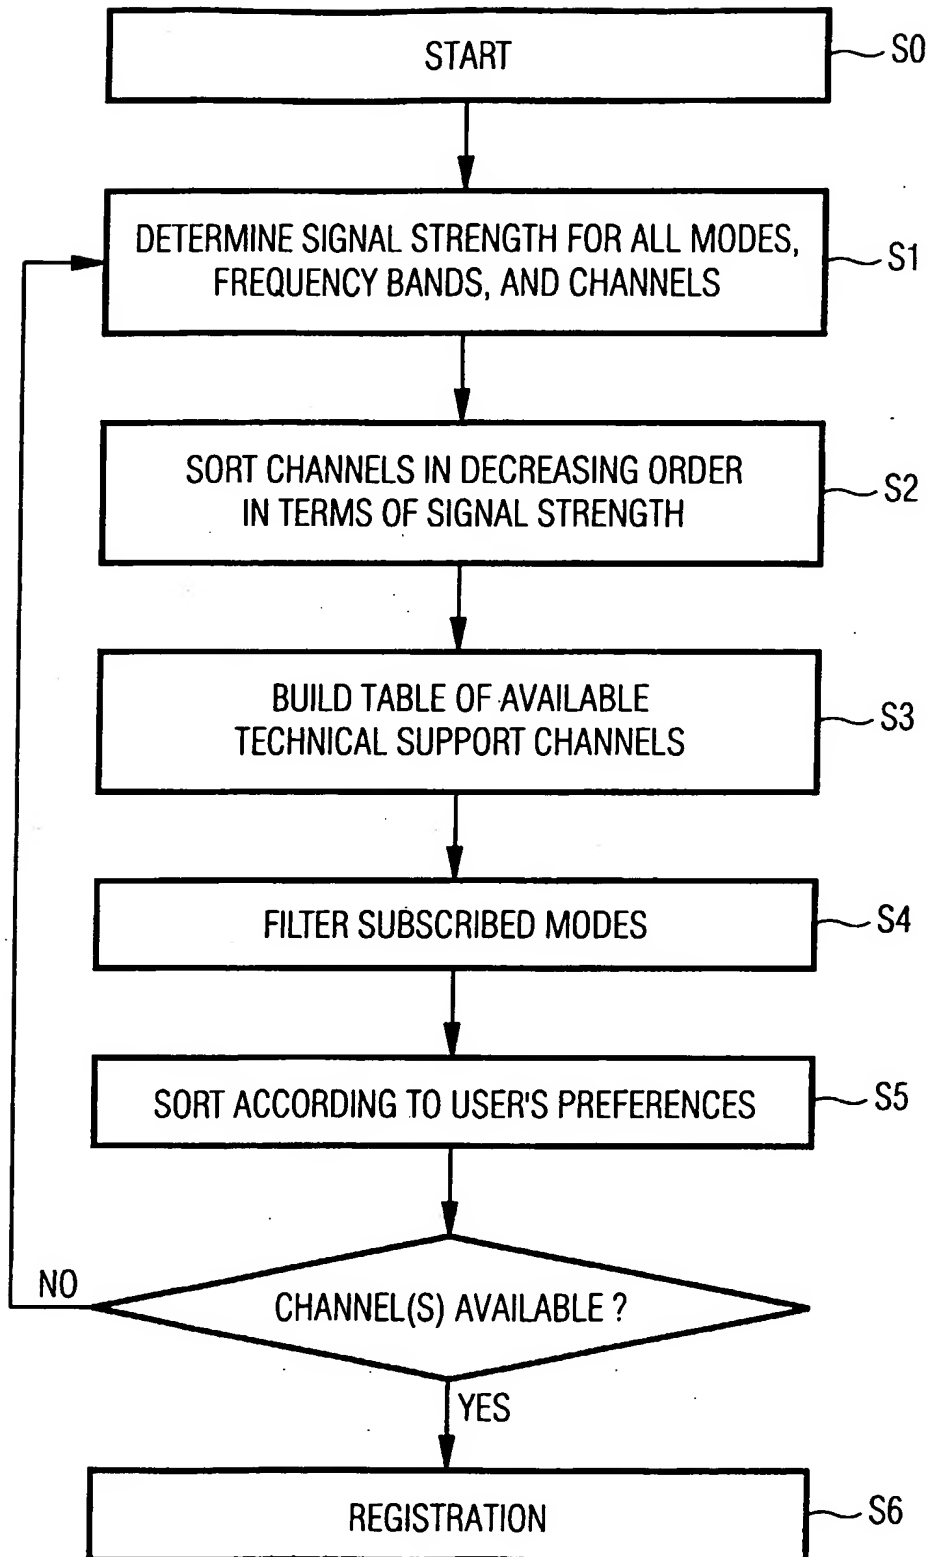 START
S0
DETERMINE SIGNAL STRENGTH FOR ALL MODES,
FREQUENCY BANDS, AND CHANNELS
S1
SORT CHANNELS IN DECREASING ORDER
IN TERMS OF SIGNAL STRENGTH
S2
BUILD TABLE OF AVAILABLE
TECHNICAL SUPPORT CHANNELS
S3
FILTER SUBSCRIBED MODES
S4
SORT ACCORDING TO USER'S PREFERENCES
S5
NO
CHANNEL(S) AVAILABLE ?
YES
REGISTRATION
S6